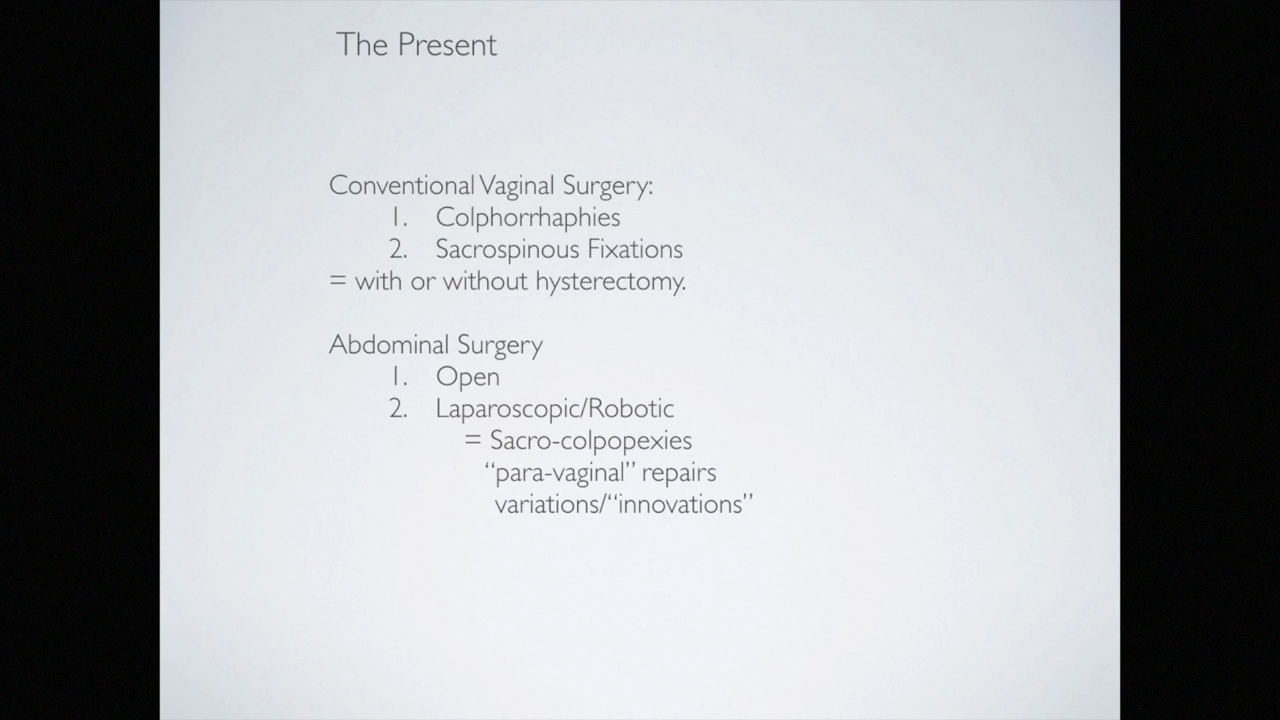 The Present
Conventional Vaginal Surgery:
1. Colphorrhaphies
2. Sacrospinous Fixations
= with or without hysterectomy.
Abdominal Surgery
1. Open
2. Laparoscopic/Robotic
= Sacro-colpopexies
“para-vaginal” repairs
variations/“innovations”